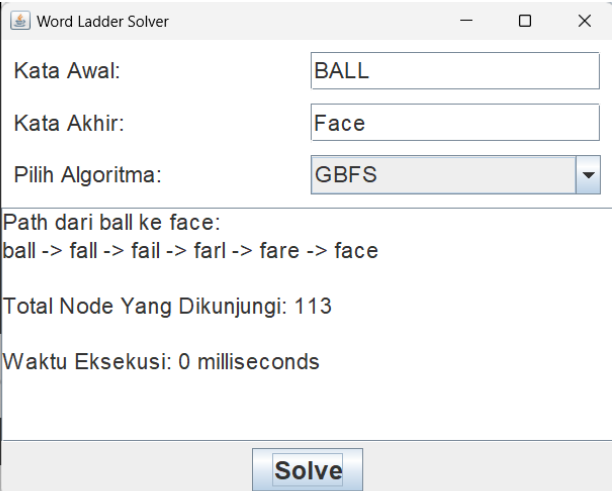 Word Ladder Solver
Kata Awal: BALL
Kata Akhir: Face
Pilih Algoritma: GBFS
Path dari ball ke face:
ball -> fall -> fail -> farl -> fare -> face
Total Node Yang Dikunjungi: 113
Waktu Eksekusi: 0 milliseconds
Solve